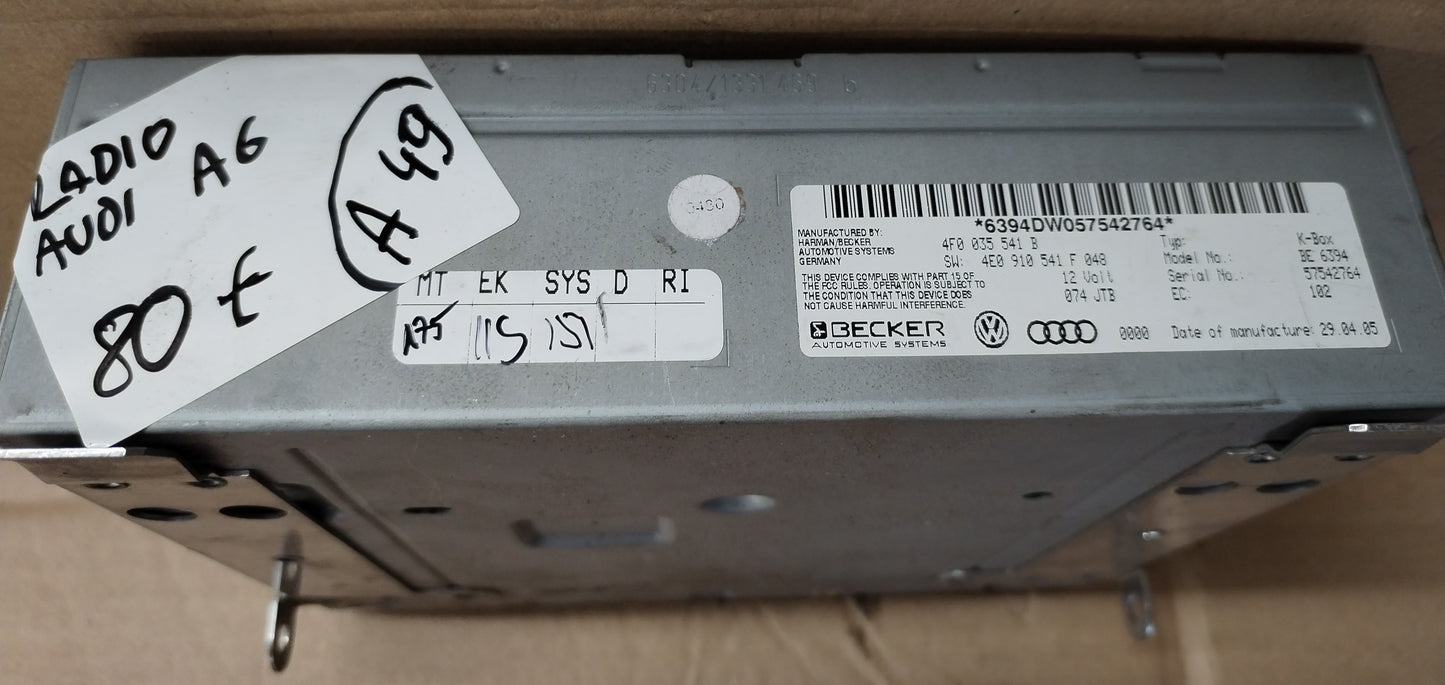 RADIO
AUDI A6
80 €
A 49
6304/1331.489 b
0480
MT EK SYS D RI
N75 115 151
*6394DW057542764*
MANUFACTURED BY:
HARMAN/BECKER
AUTOMOTIVE SYSTEMS
GERMANY
4F0 035 541 B
SW: 4E0 910 541 F 048
12 Volt
074 JTB
Typ: K-Box
Model No.: BE 6394
Serial No.: 57542764
EC: 102
THIS DEVICE COMPLIES WITH PART 15 OF
THE FCC RULES. OPERATION IS SUBJECT TO
THE CONDITION THAT THIS DEVICE DOES
NOT CAUSE HARMFUL INTERFERENCE.
BECKER
AUTOMOTIVE SYSTEMS
0000 Date of manufacture: 29.04.05